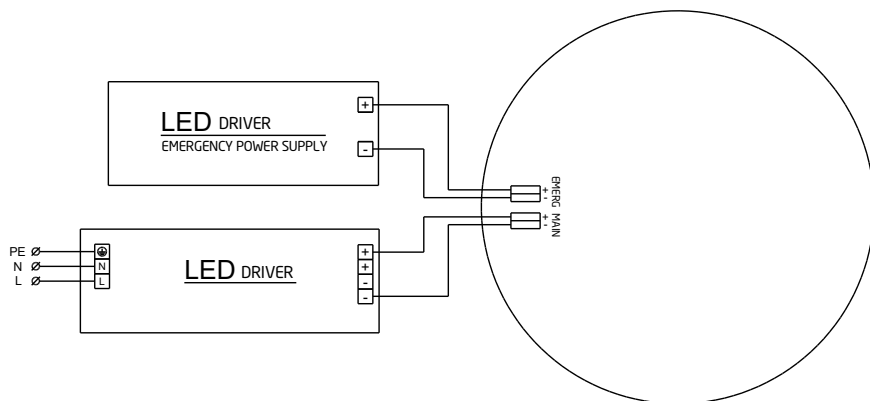 LED DRIVER
EMERGENCY POWER SUPPLY
+
-
EMERG
+
-
MAIN
+
-
LED DRIVER
PE
N
L
N
L
+
+
-
-